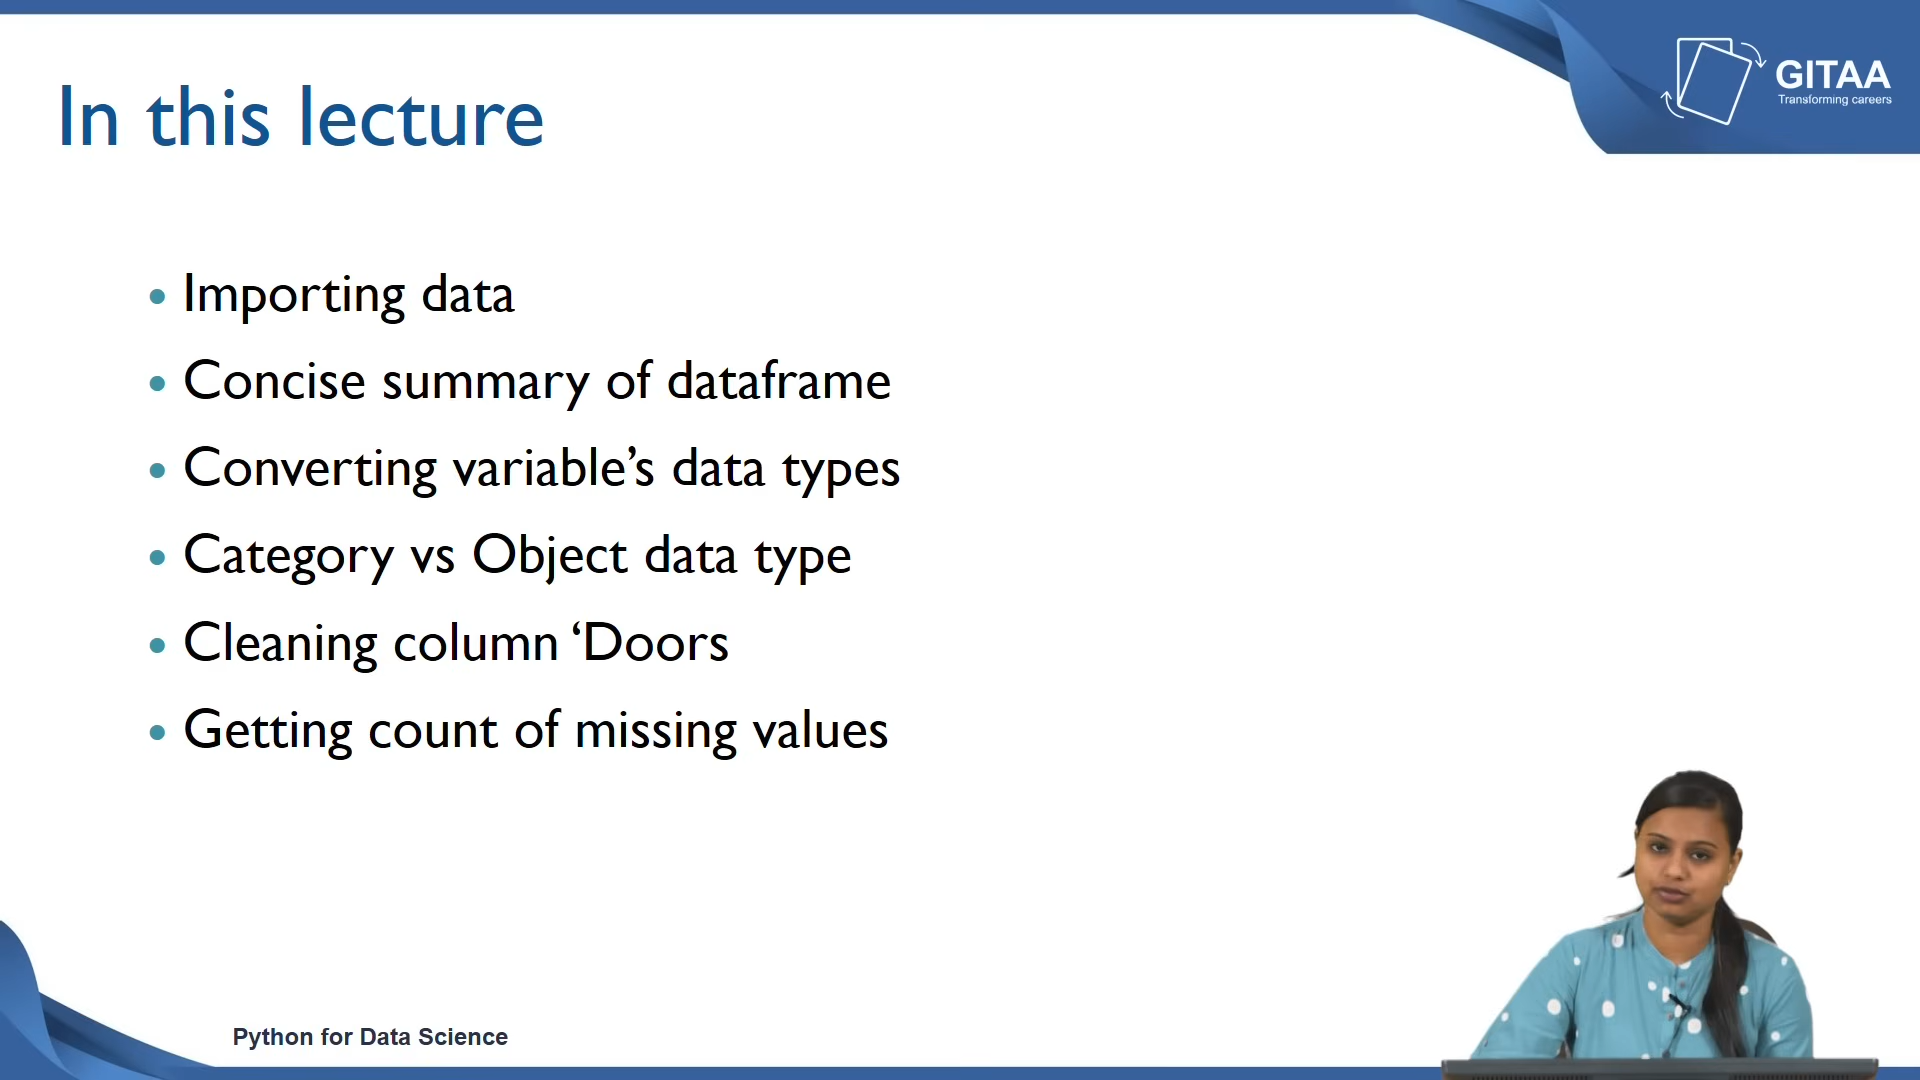 In this lecture
GITAA
Transforming careers
• Importing data
• Concise summary of dataframe
• Converting variable’s data types
• Category vs Object data type
• Cleaning column ‘Doors
• Getting count of missing values
Python for Data Science